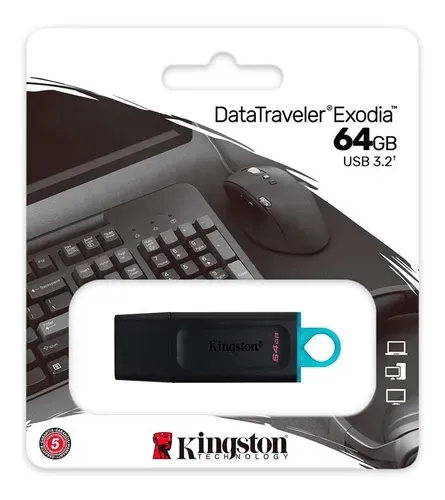 DataTraveler® Exodia™
64GB
USB 3.2†
Kingston
64GB
5
Kingston
TECHNOLOGY